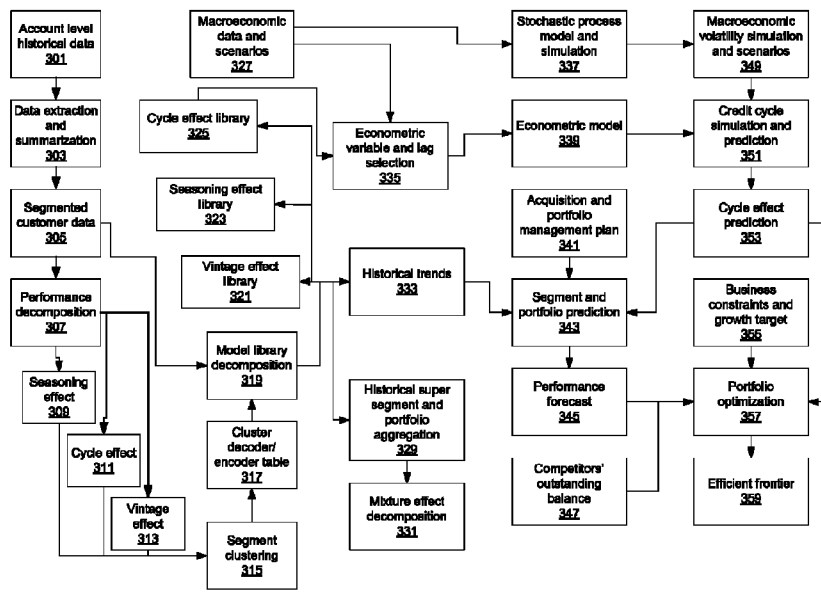 Account level
historical data
301
Data extraction
and
summarization
303
Segmented
customer data
305
Performance
decomposition
307
Seasoning
effect
309
Cycle effect
311
Vintage
effect
313
Macroeconomic
data and
scenarios
327
Cycle effect library
325
Seasoning effect
library
323
Vintage effect
library
321
Model library
decomposition
319
Cluster
decoder/
encoder table
317
Segment
clustering
315
Econometric
variable and lag
selection
335
Historical trends
333
Historical super
segment and
portfolio
aggregation
329
Mixture effect
decomposition
331
Stochastic process
model and
simulation
337
Econometric model
339
Acquisition and
portfolio
management plan
341
Segment and
portfolio prediction
343
Performance
forecast
345
Competitors'
outstanding
balance
347
Macroeconomic
volatility simulation
and scenarios
349
Credit cycle
simulation and
prediction
351
Cycle effect
prediction
353
Business
constraints and
growth target
355
Portfolio
optimization
357
Efficient frontier
359